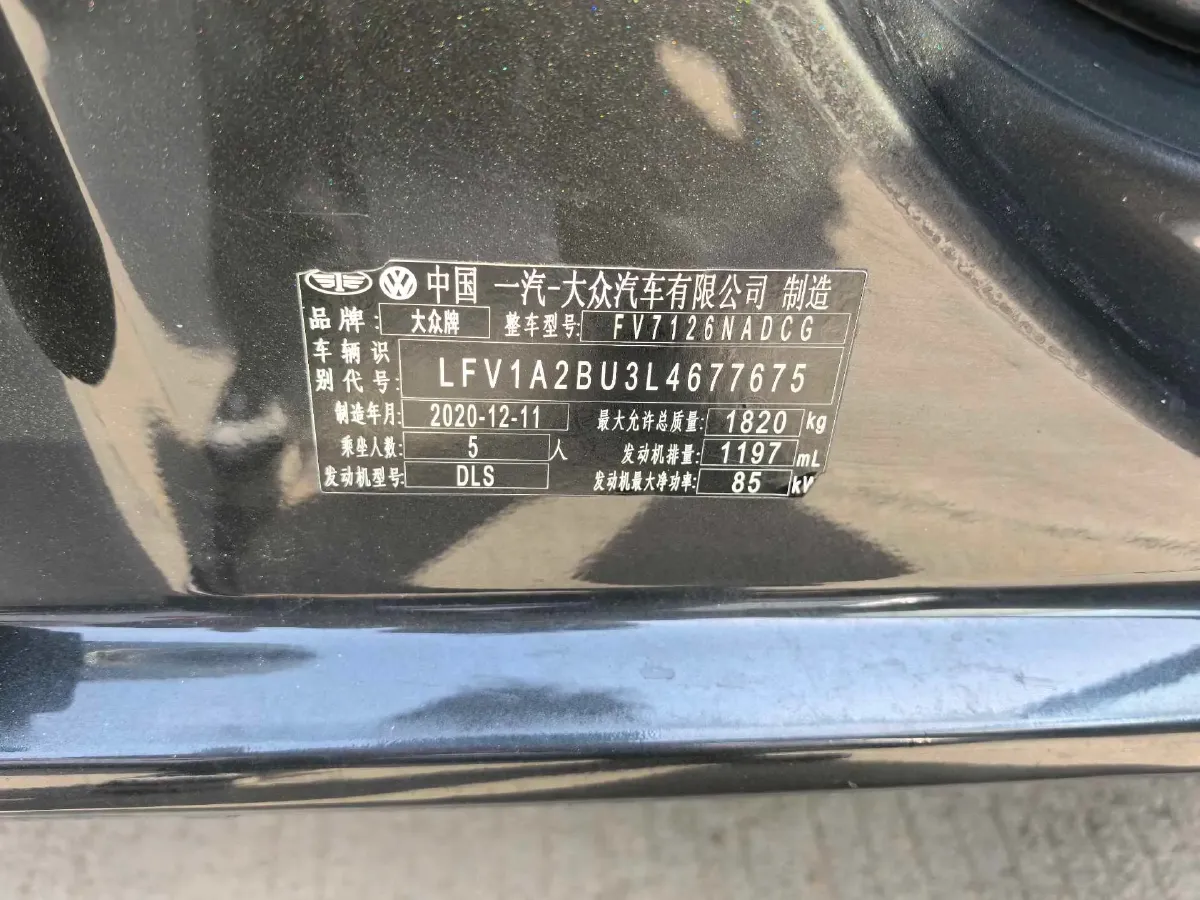 中国 一汽-大众汽车有限公司 制造
品牌: 大众牌 整车型号: FV7126NADCG
车辆识
别代号: LFV1A2BU3L4677675
制造年月: 2020-12-11 最大允许总质量: 1820 kg
乘坐人数: 5 人 发动机排量: 1197 mL
发动机型号: DLS 发动机最大净功率: 85 kW